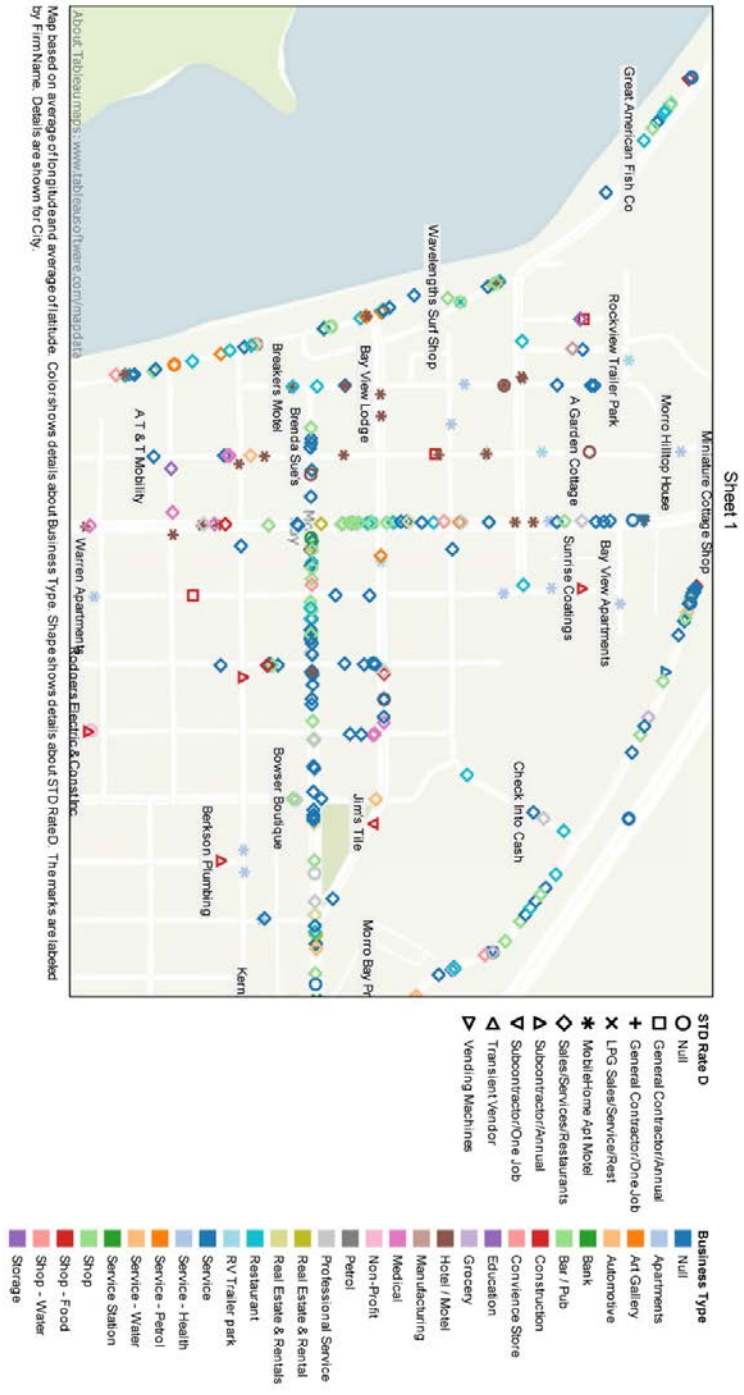 Sheet 1
Great American Fish Co
Rockview Trailer Park
Morro Hilltop House
Miniature Cottage Shop
Wavelengths Surf Shop
A Garden Cottage
Bay View Lodge
Bay View Apartments
Sunrise Coatings
Breakers Motel
Brenda Sue's
A T & T Mobility
Warren Apartments
Rodgers Electric & Const Inc
Check Into Cash
Jim's Tile
Bowser Boutique
Berkson Plumbing
Morro Bay Pr
Kern
About Tableau maps: www.tableausoftware.com/mapdata
Map based on average of longitude and average of latitude. Color shows details about Business Type. Shape shows details about STD Rate D. The marks are labeled
by Firm Name. Details are shown for City.
STD Rate D
Null
General Contractor/Annual
General Contractor/One Job
LPG Sales/Service/Rest
MobileHome Apt Motel
Sales/Services/Restaurants
Subcontractor/Annual
Subcontractor/One Job
Transient Vendor
Vending Machines
Business Type
Null
Apartments
Art Gallery
Automotive
Bank
Bar / Pub
Construction
Convience Store
Education
Grocery
Hotel / Motel
Manufacturing
Medical
Non-Profit
Petrol
Professional Service
Real Estate & Rental
Real Estate & Rentals
Restaurant
RV Trailer park
Service
Service - Health
Service - Petrol
Service - Water
Service Station
Shop
Shop - Food
Shop - Water
Storage